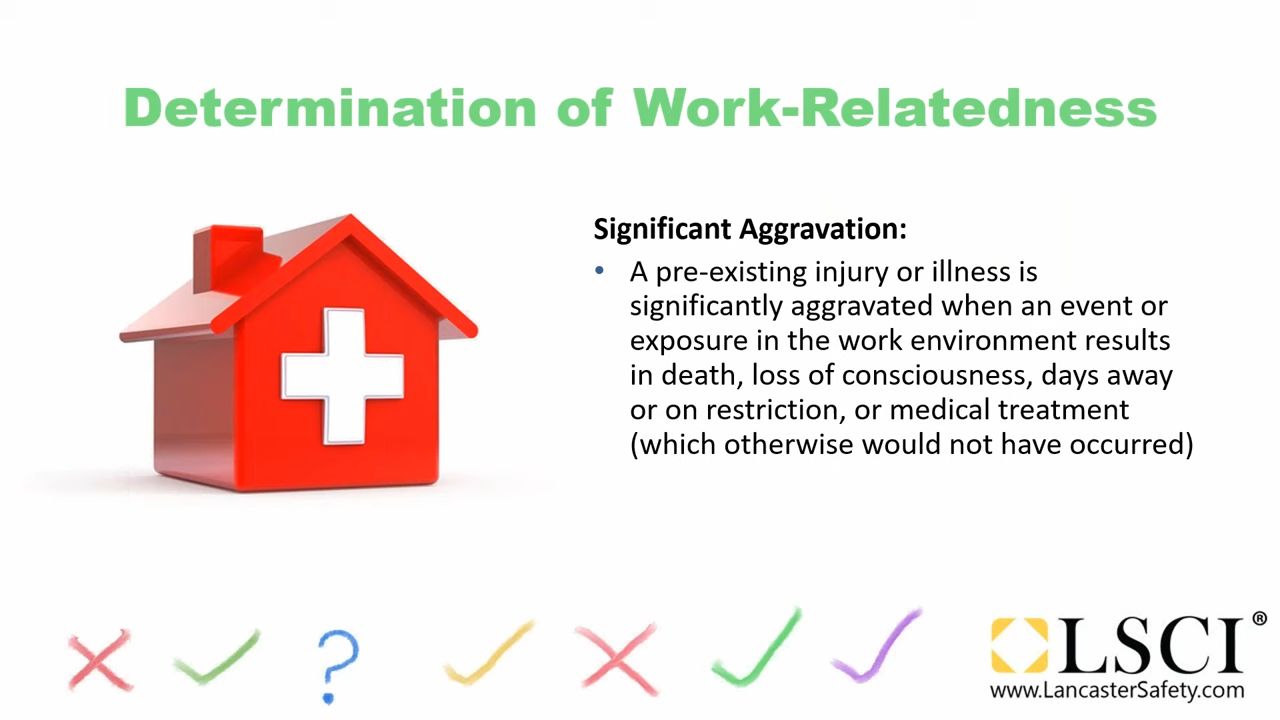 Determination of Work-Relatedness
Significant Aggravation:
• A pre-existing injury or illness is
significantly aggravated when an event or
exposure in the work environment results
in death, loss of consciousness, days away
or on restriction, or medical treatment
(which otherwise would not have occurred)
?
LSCI®
www.LancasterSafety.com